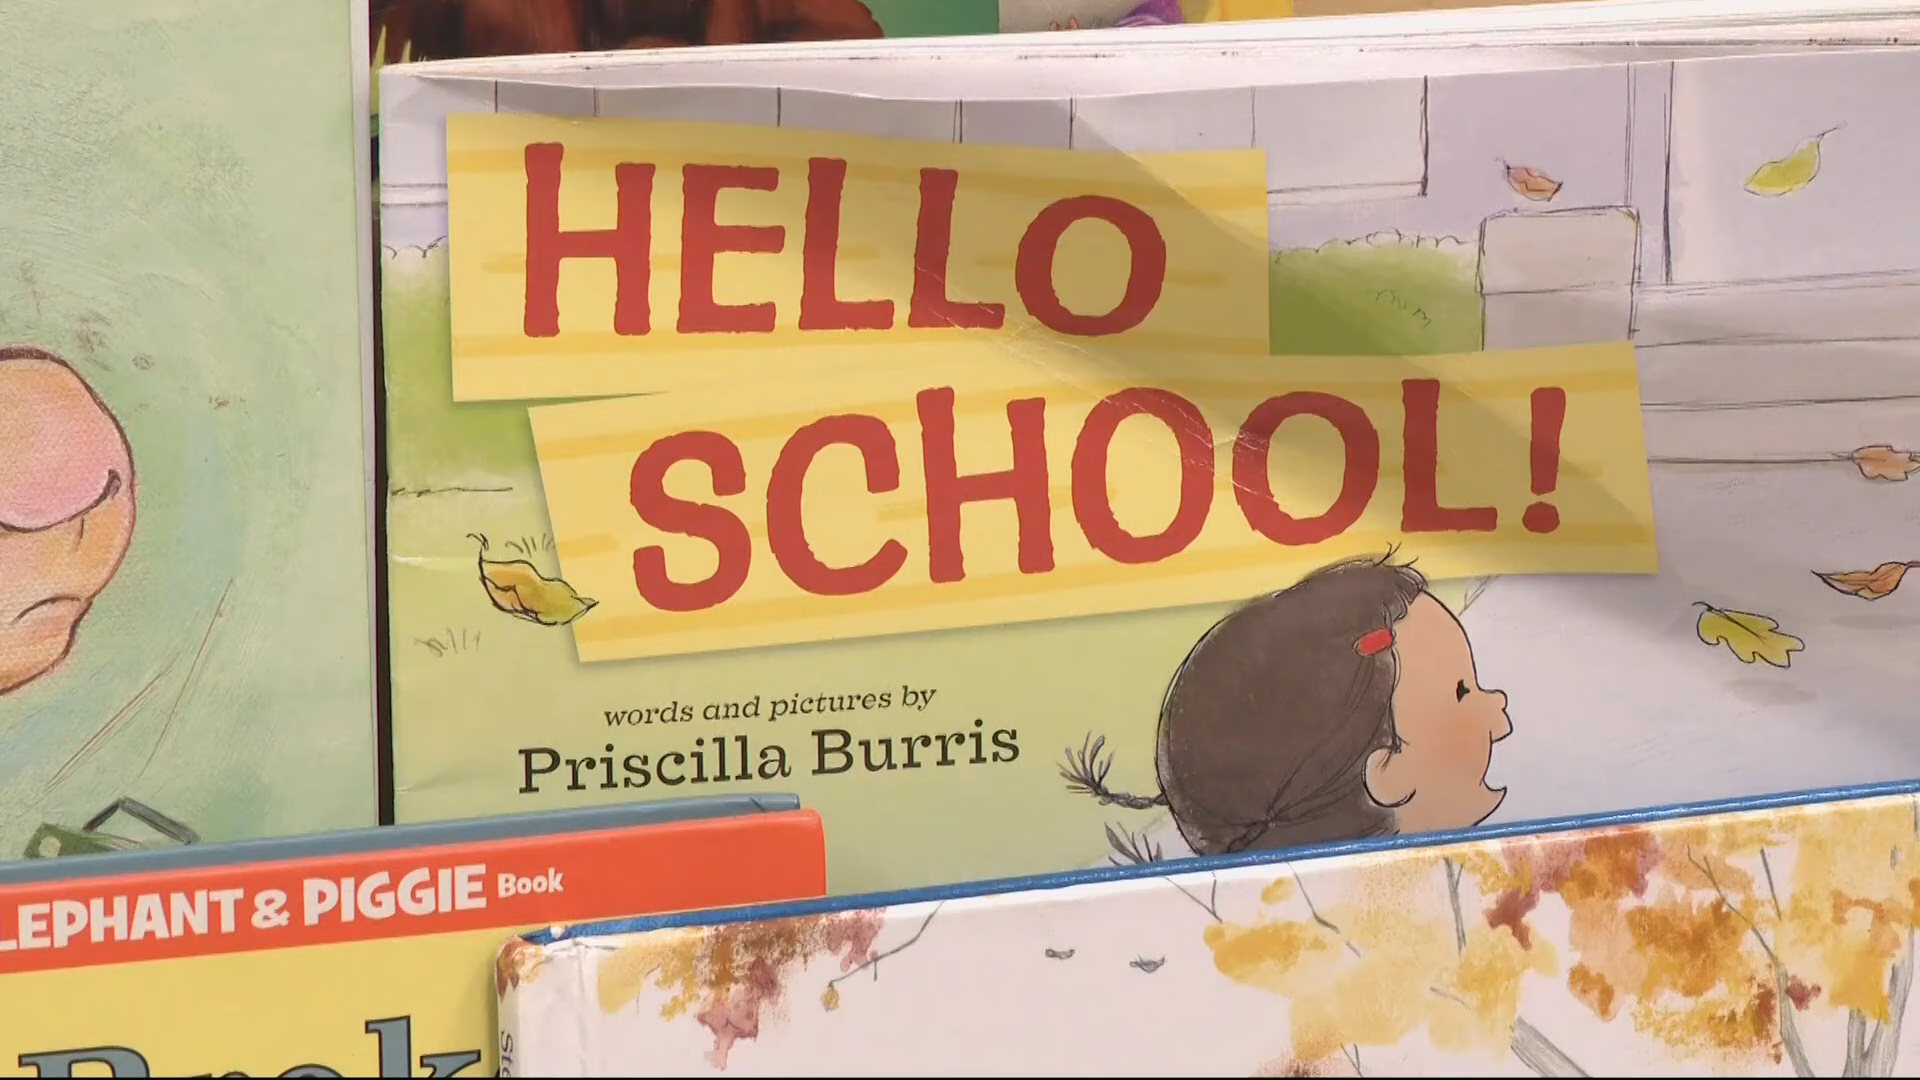 HELLO
SCHOOL!
words and pictures by
Priscilla Burris
LEPHANT & PIGGIE Book